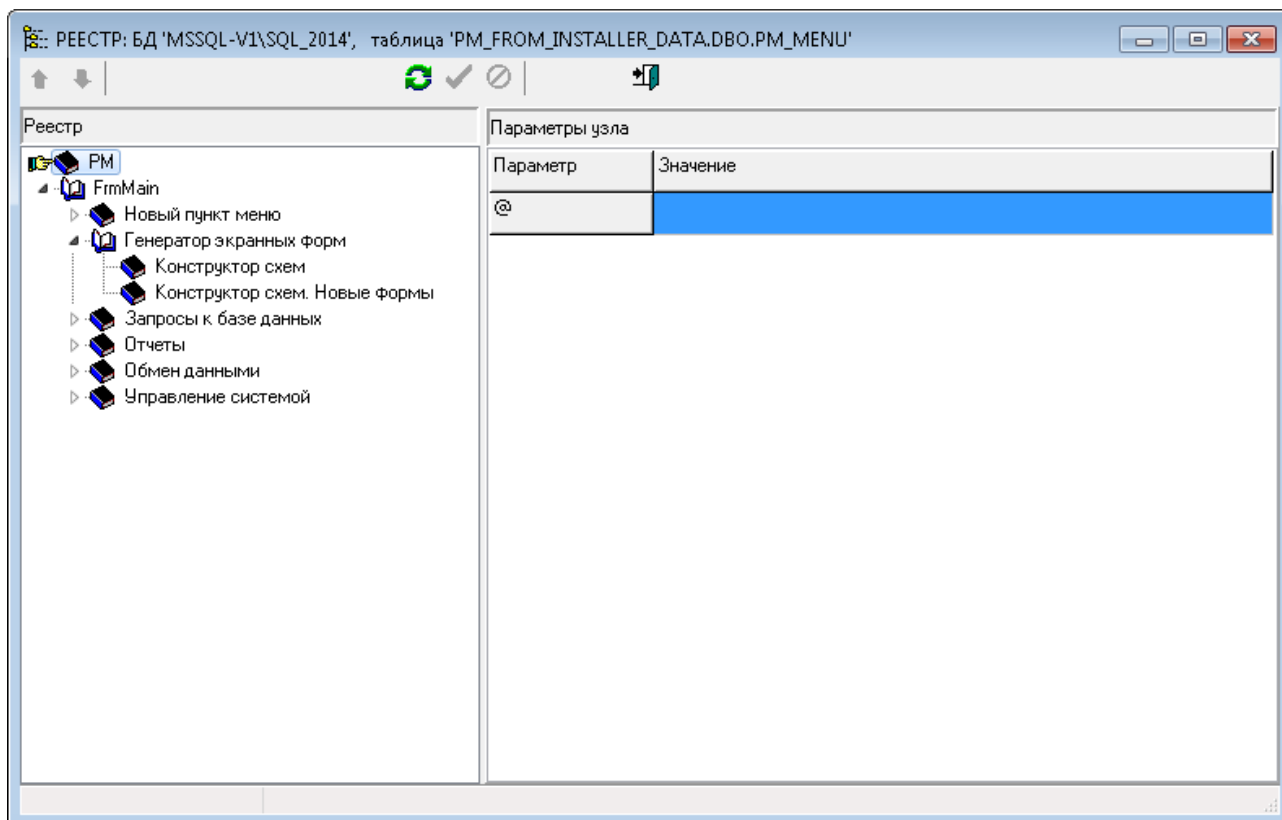 РЕЕСТР: БД 'MSSQL-V1\SQL_2014', таблица 'PM_FROM_INSTALLER_DATA.DBO.PM_MENU'
Реестр
Параметры узла
PM
FrmMain
Новый пункт меню
Генератор экранных форм
Конструктор схем
Конструктор схем. Новые формы
Запросы к базе данных
Отчеты
Обмен данными
Управление системой
Параметр Значение
@